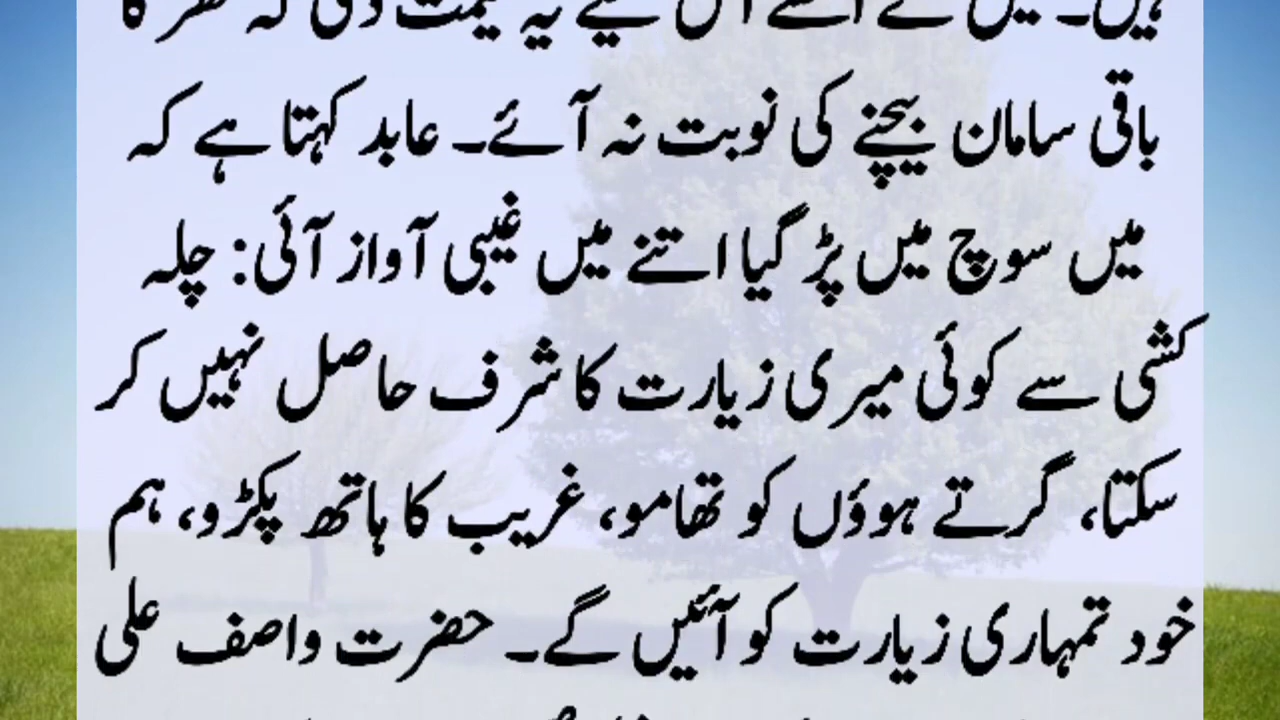 باقی سامان بیچنے کی نوبت نہ آئے۔ عابد کہتا ہے کہ
میں سوچ میں پڑ گیا اتنے میں غیبی آواز آئی: چلہ
کشی سے کوئی میری زیارت کا شرف حاصل نہیں کر
سکتا، گرتے ہوؤں کو تھامو، غریب کا ہاتھ پکڑو، ہم
خود تمہاری زیارت کو آئیں گے۔ حضرت واصف علی